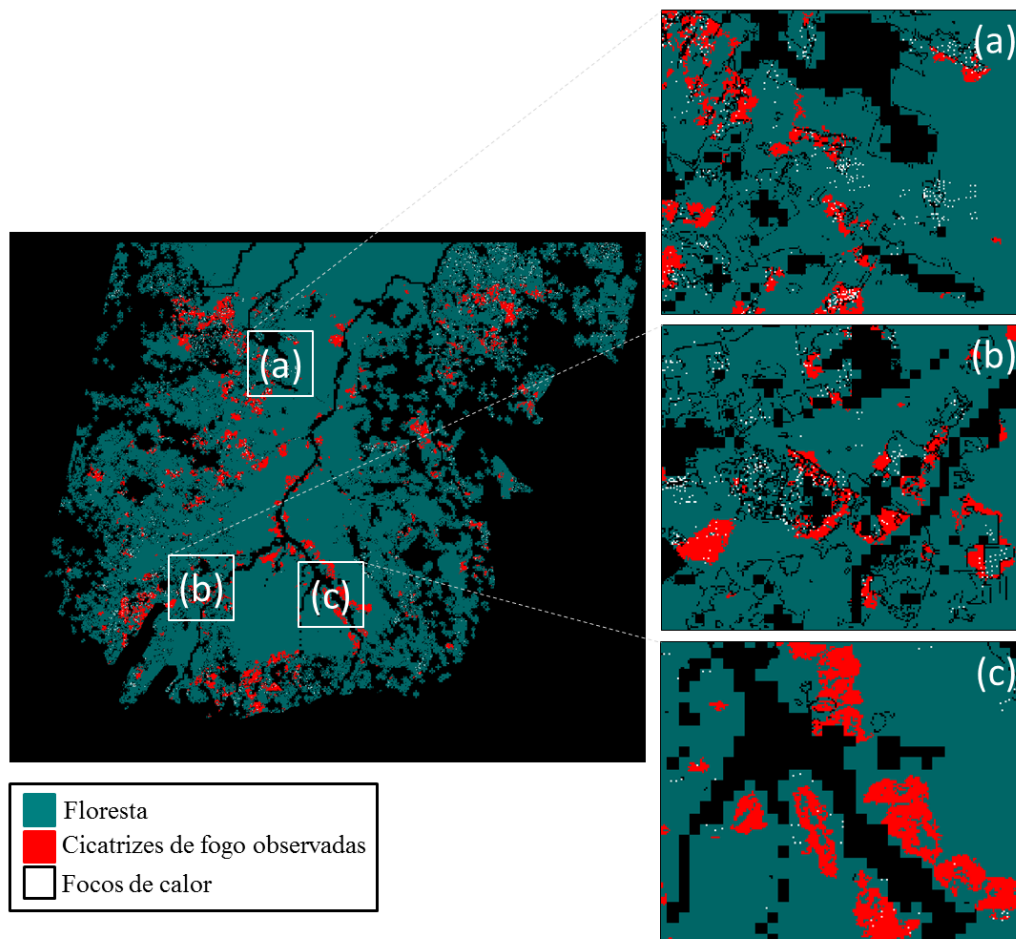 (a)
(a)
(b)
(b)
(c)
(c)
Floresta
Cicatrizes de fogo observadas
Focos de calor